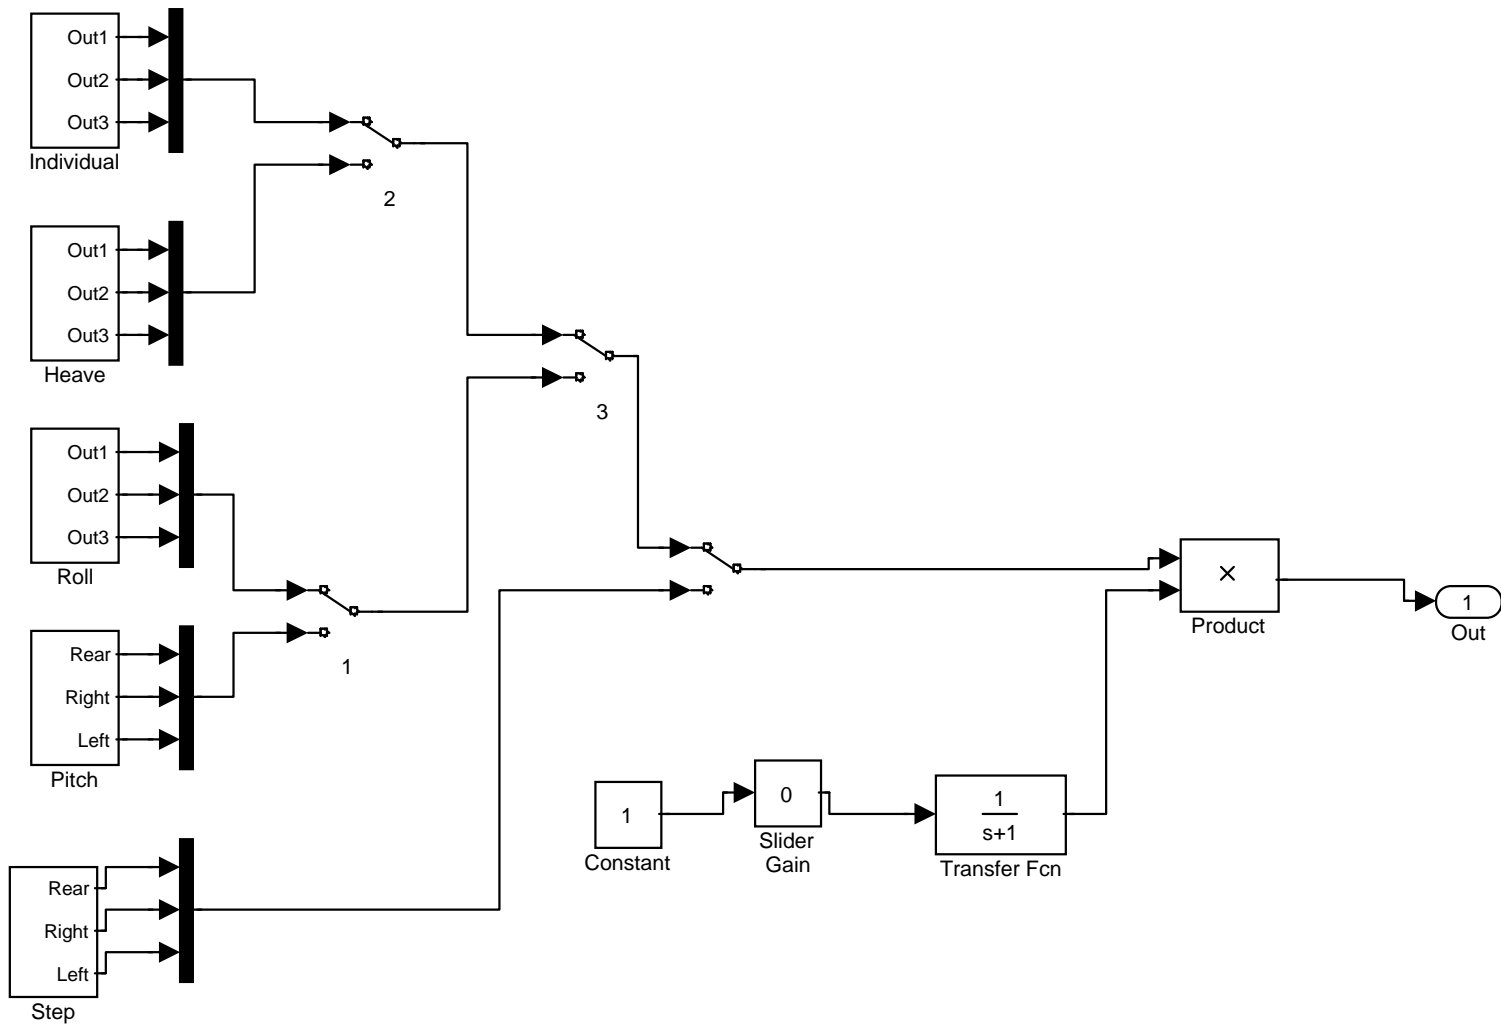 Out1
Out2
Out3
Individual
2
Out1
Out2
Out3
Heave
3
Out1
Out2
Out3
Roll
1
Rear
Right
Left
Pitch
×
Product
1
Out
1
Constant
0
Slider
Gain
1
s+1
Transfer Fcn
Rear
Right
Left
Step